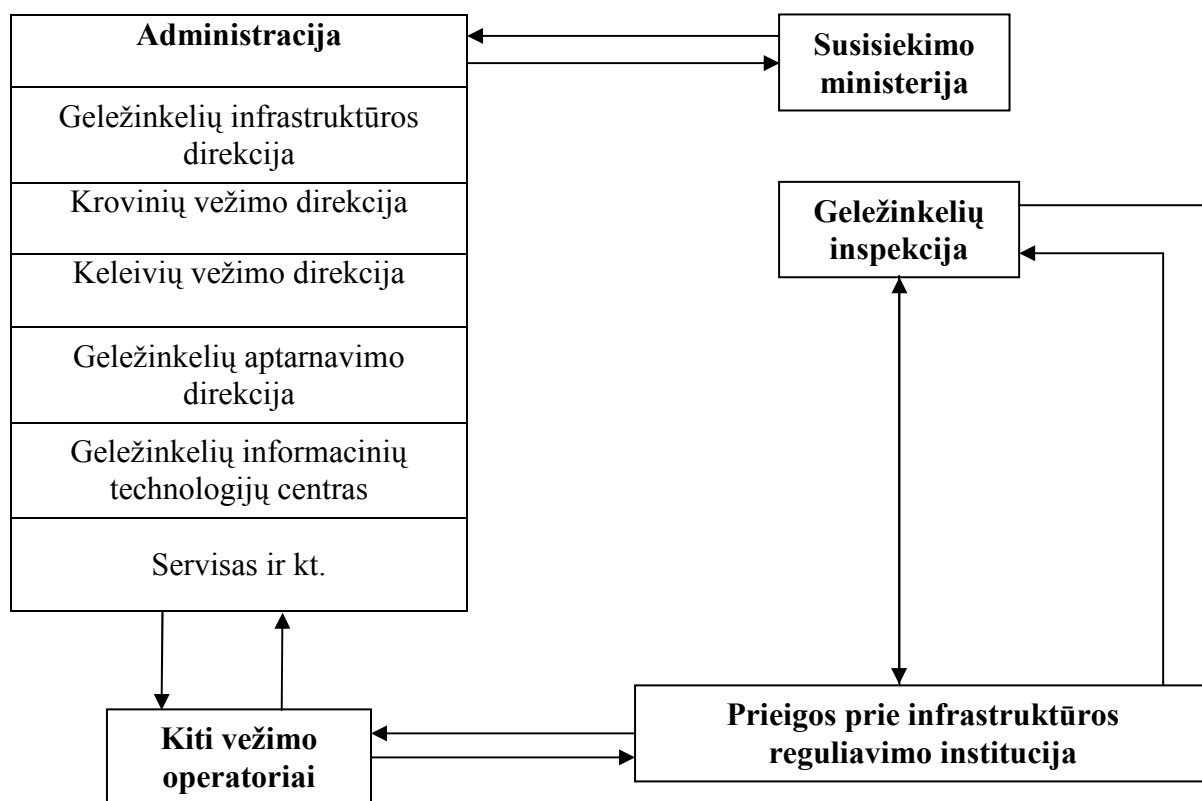 Administracija
Geležinkelių infrastruktūros
direkcija
Krovinių vežimo direkcija
Keleivių vežimo direkcija
Geležinkelių aptarnavimo
direkcija
Geležinkelių informacinių
technologijų centras
Servisas ir kt.
Susisiekimo
ministerija
Geležinkelių
inspekcija
Kiti vežimo
operatoriai
Prieigos prie infrastruktūros
reguliavimo institucija